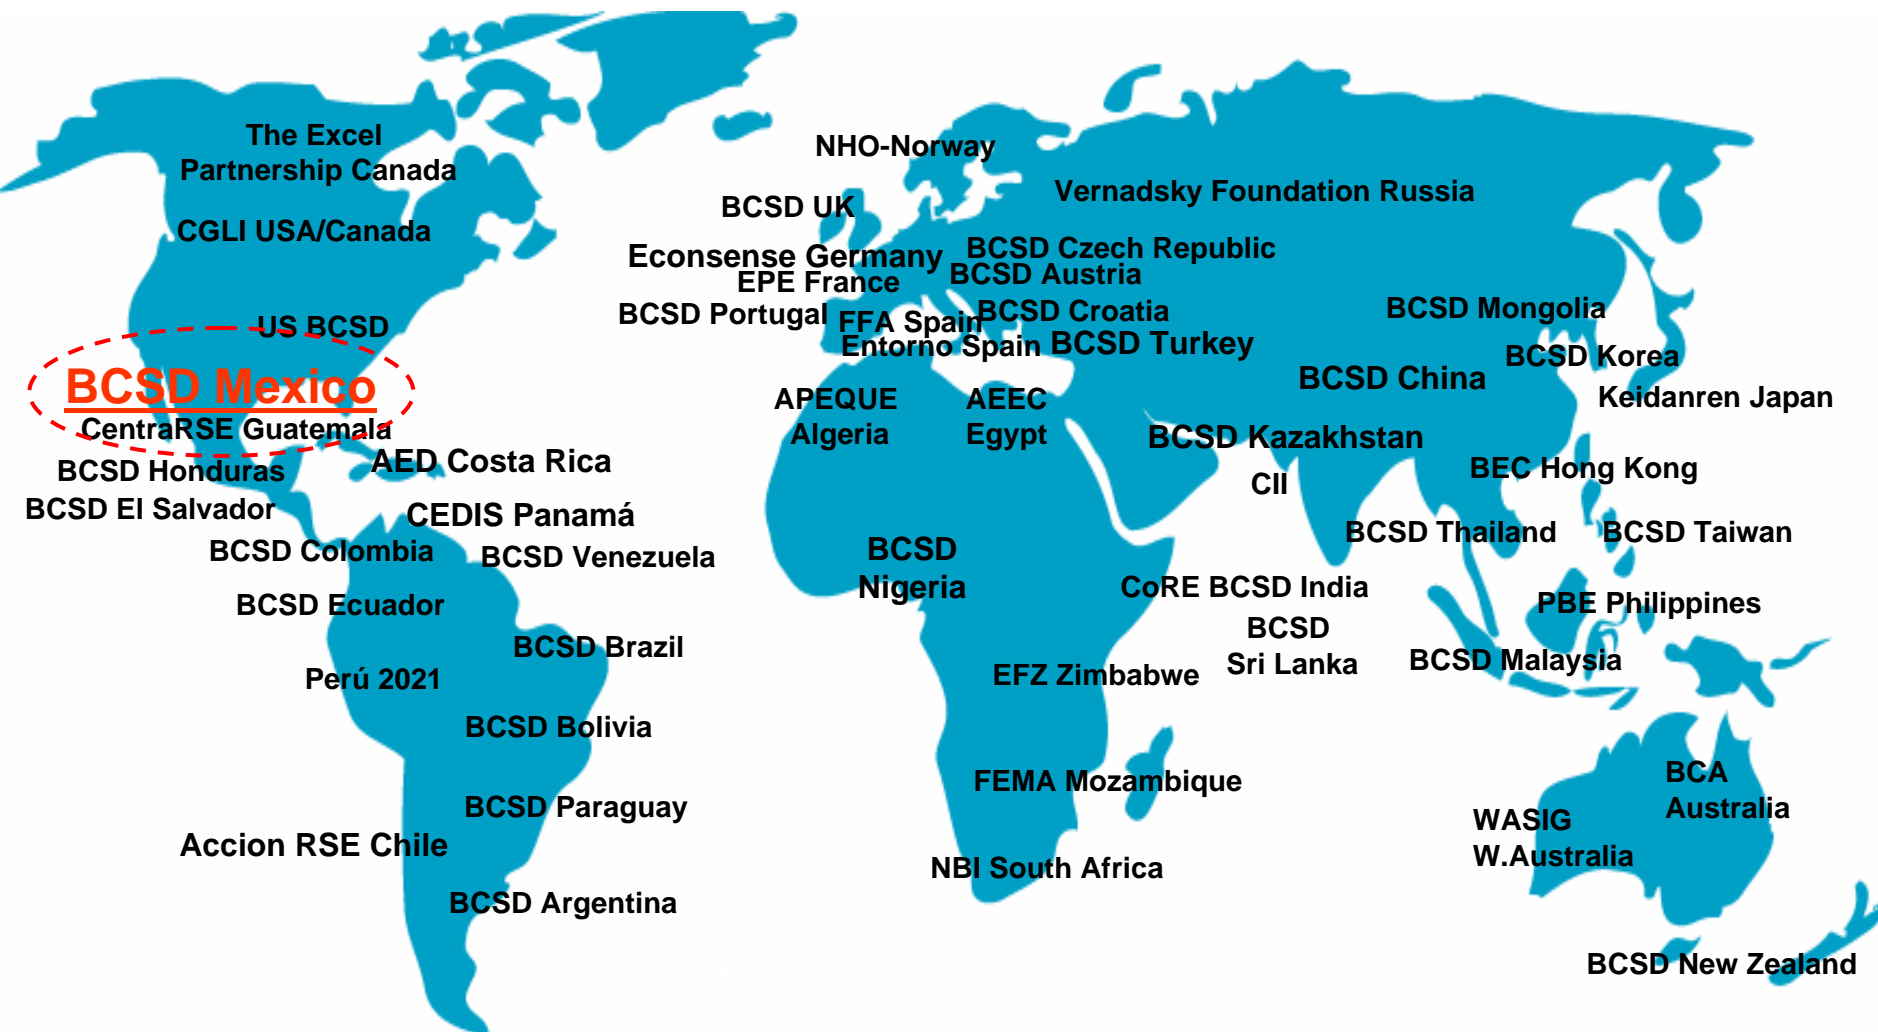 The Excel
Partnership Canada
CGLI USA/Canada
US BCSD
BCSD Mexico
CentraRSE Guatemala
BCSD Honduras
AED Costa Rica
BCSD El Salvador
CEDIS Panamá
BCSD Colombia
BCSD Venezuela
BCSD Ecuador
BCSD Brazil
Perú 2021
BCSD Bolivia
BCSD Paraguay
Accion RSE Chile
BCSD Argentina
NHO-Norway
BCSD UK
Vernadsky Foundation Russia
Econsense Germany
BCSD Czech Republic
EPE France
BCSD Austria
BCSD Portugal
FFA Spain
BCSD Croatia
Entorno Spain
BCSD Turkey
APEQUE
Algeria
AEEC
Egypt
BCSD
Nigeria
EFZ Zimbabwe
FEMA Mozambique
NBI South Africa
BCSD Mongolia
BCSD Korea
BCSD China
Keidanren Japan
BCSD Kazakhstan
CII
BEC Hong Kong
BCSD Thailand
BCSD Taiwan
CoRE BCSD India
PBE Philippines
BCSD
Sri Lanka
BCSD Malaysia
BCA
Australia
WASIG
W.Australia
BCSD New Zealand